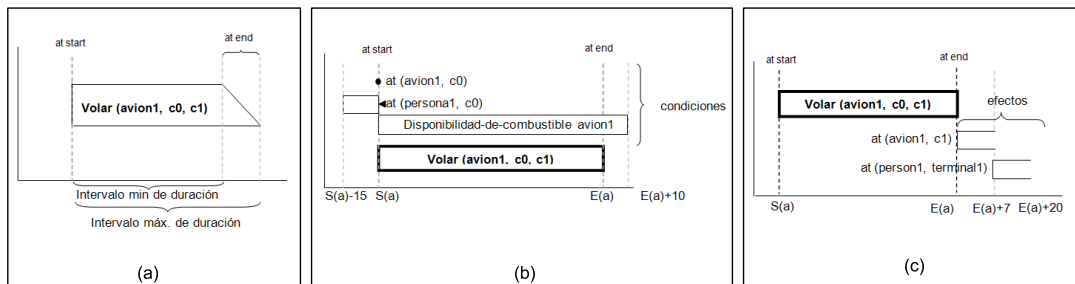 at start
at end
Volar (avion1, c0, c1)
Intervalo min de duración
Intervalo máx. de duración
(a)
at start
at end
at (avion1, c0)
at (persona1, c0)
condiciones
Disponibilidad-de-combustible avion1
Volar (avion1, c0, c1)
S(a)-15
S(a)
E(a)
E(a)+10
(b)
at start
at end
Volar (avion1, c0, c1)
efectos
at (avion1, c1)
at (person1, terminal1)
S(a)
E(a)
E(a)+7
E(a)+20
(c)